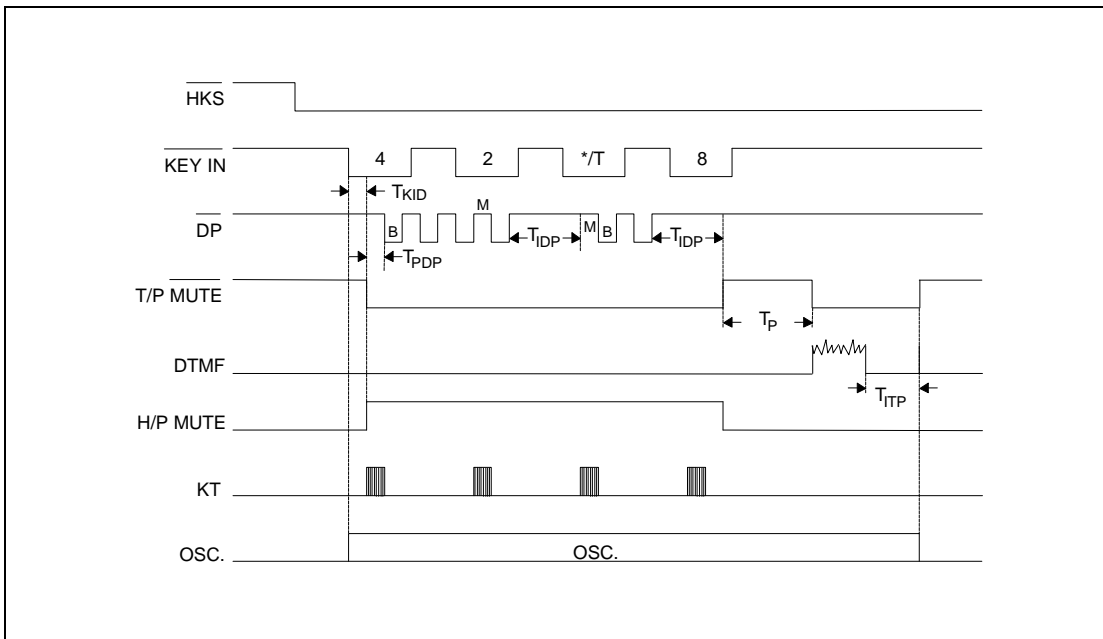 HKS
KEY IN 4 2 */T 8
TKID
M
DP B TIDP M B TIDP
TPDP
T/P MUTE
TP
DTMF
TITP
H/P MUTE
KT
OSC. OSC.